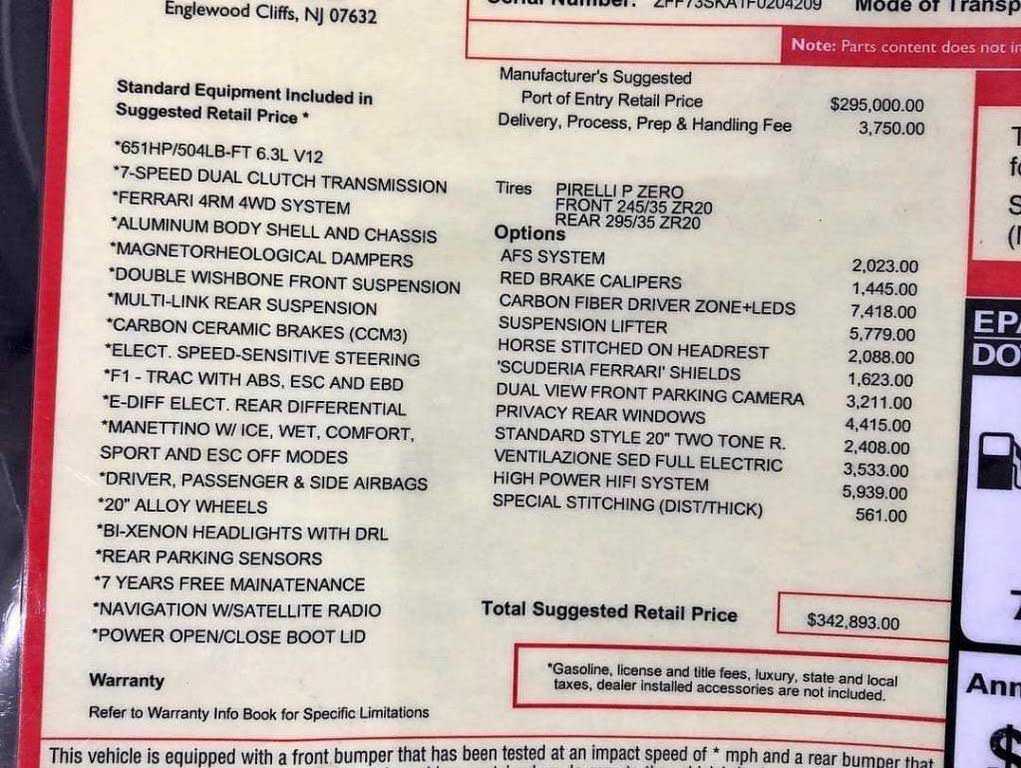 Englewood Cliffs, NJ 07632
Serial Number: ZFF73SKA1F0204209 Mode of Transp
Note: Parts content does not in
Standard Equipment Included in
Suggested Retail Price *
*651HP/504LB-FT 6.3L V12
*7-SPEED DUAL CLUTCH TRANSMISSION
*FERRARI 4RM 4WD SYSTEM
*ALUMINUM BODY SHELL AND CHASSIS
*MAGNETORHEOLOGICAL DAMPERS
*DOUBLE WISHBONE FRONT SUSPENSION
*MULTI-LINK REAR SUSPENSION
*CARBON CERAMIC BRAKES (CCM3)
*ELECT. SPEED-SENSITIVE STEERING
*F1 - TRAC WITH ABS, ESC AND EBD
*E-DIFF ELECT. REAR DIFFERENTIAL
*MANETTINO W/ ICE, WET, COMFORT,
SPORT AND ESC OFF MODES
*DRIVER, PASSENGER & SIDE AIRBAGS
*20" ALLOY WHEELS
*BI-XENON HEADLIGHTS WITH DRL
*REAR PARKING SENSORS
*7 YEARS FREE MAINATENANCE
*NAVIGATION W/SATELLITE RADIO
*POWER OPEN/CLOSE BOOT LID
Warranty
Refer to Warranty Info Book for Specific Limitations
Manufacturer's Suggested
Port of Entry Retail Price $295,000.00
Delivery, Process, Prep & Handling Fee 3,750.00
Tires PIRELLI P ZERO
FRONT 245/35 ZR20
REAR 295/35 ZR20
Options
AFS SYSTEM 2,023.00
RED BRAKE CALIPERS 1,445.00
CARBON FIBER DRIVER ZONE+LEDS 7,418.00
SUSPENSION LIFTER 5,779.00
HORSE STITCHED ON HEADREST 2,088.00
'SCUDERIA FERRARI' SHIELDS 1,623.00
DUAL VIEW FRONT PARKING CAMERA 3,211.00
PRIVACY REAR WINDOWS 4,415.00
STANDARD STYLE 20" TWO TONE R. 2,408.00
VENTILAZIONE SED FULL ELECTRIC 3,533.00
HIGH POWER HIFI SYSTEM 5,939.00
SPECIAL STITCHING (DIST/THICK) 561.00
Total Suggested Retail Price $342,893.00
*Gasoline, license and title fees, luxury, state and local
taxes, dealer installed accessories are not included.
EPA
DO
7
Ann
$
This vehicle is equipped with a front bumper that has been tested at an impact speed of * mph and a rear bumper that